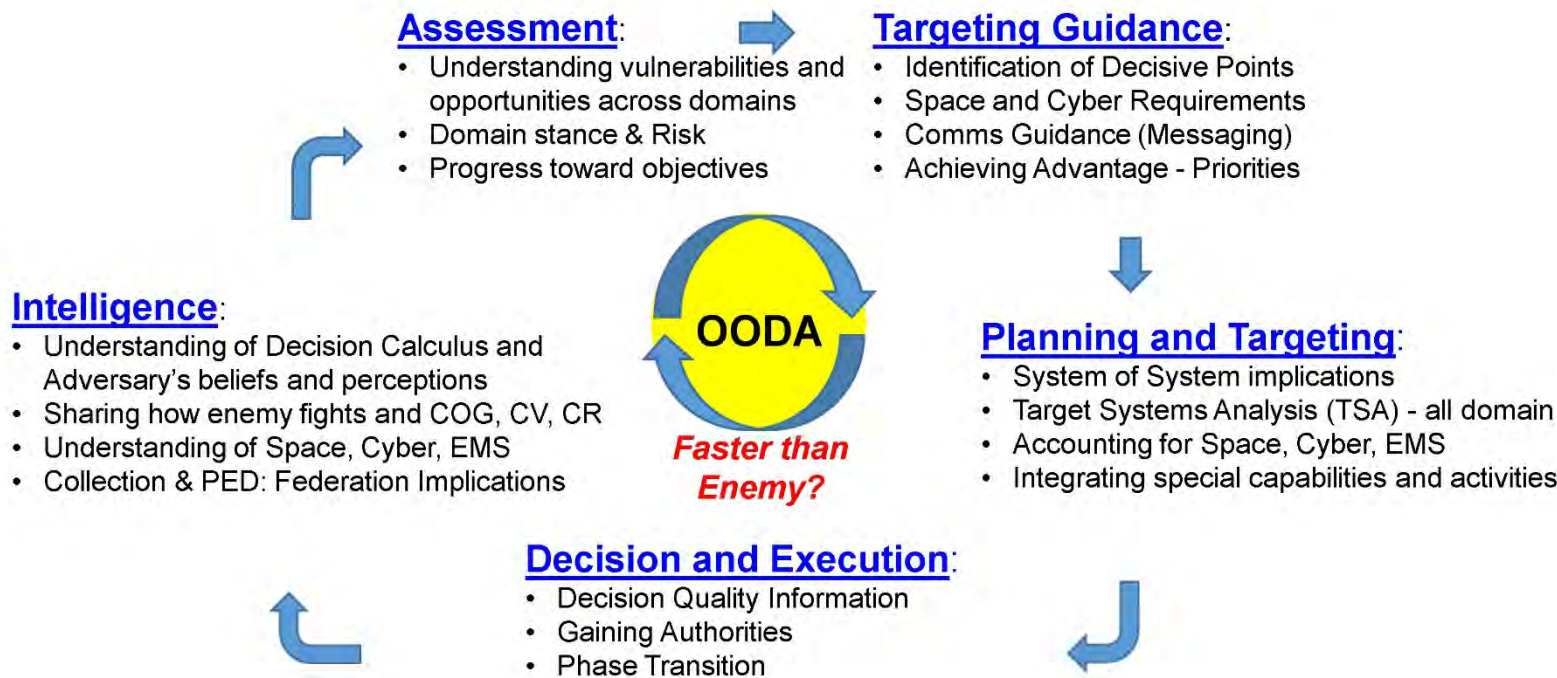 Assessment:
• Understanding vulnerabilities and
opportunities across domains
• Domain stance & Risk
• Progress toward objectives
Targeting Guidance:
• Identification of Decisive Points
• Space and Cyber Requirements
• Comms Guidance (Messaging)
• Achieving Advantage - Priorities
Intelligence:
• Understanding of Decision Calculus and
Adversary's beliefs and perceptions
• Sharing how enemy fights and COG, CV, CR
• Understanding of Space, Cyber, EMS
• Collection & PED: Federation Implications
OODA
Faster than
Enemy?
Planning and Targeting:
• System of System implications
• Target Systems Analysis (TSA) - all domain
• Accounting for Space, Cyber, EMS
• Integrating special capabilities and activities
Decision and Execution:
• Decision Quality Information
• Gaining Authorities
• Phase Transition